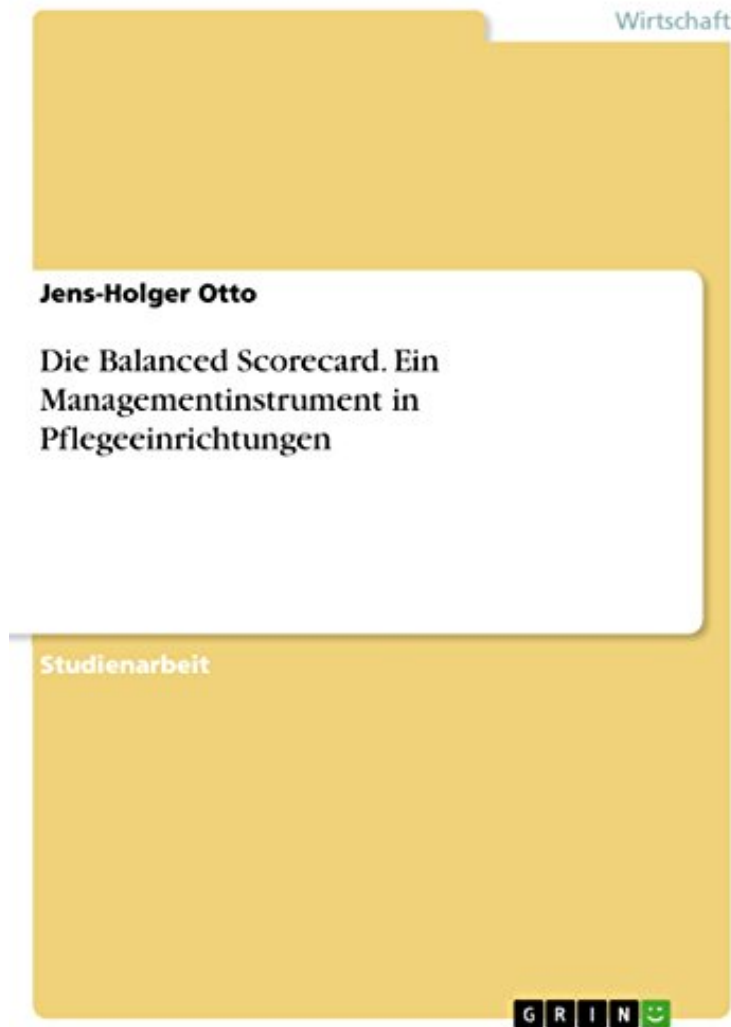 Wirtschaft
Jens-Holger Otto
Die Balanced Scorecard. Ein
Managementinstrument in
Pflegeeinrichtungen
Studienarbeit
GRIN